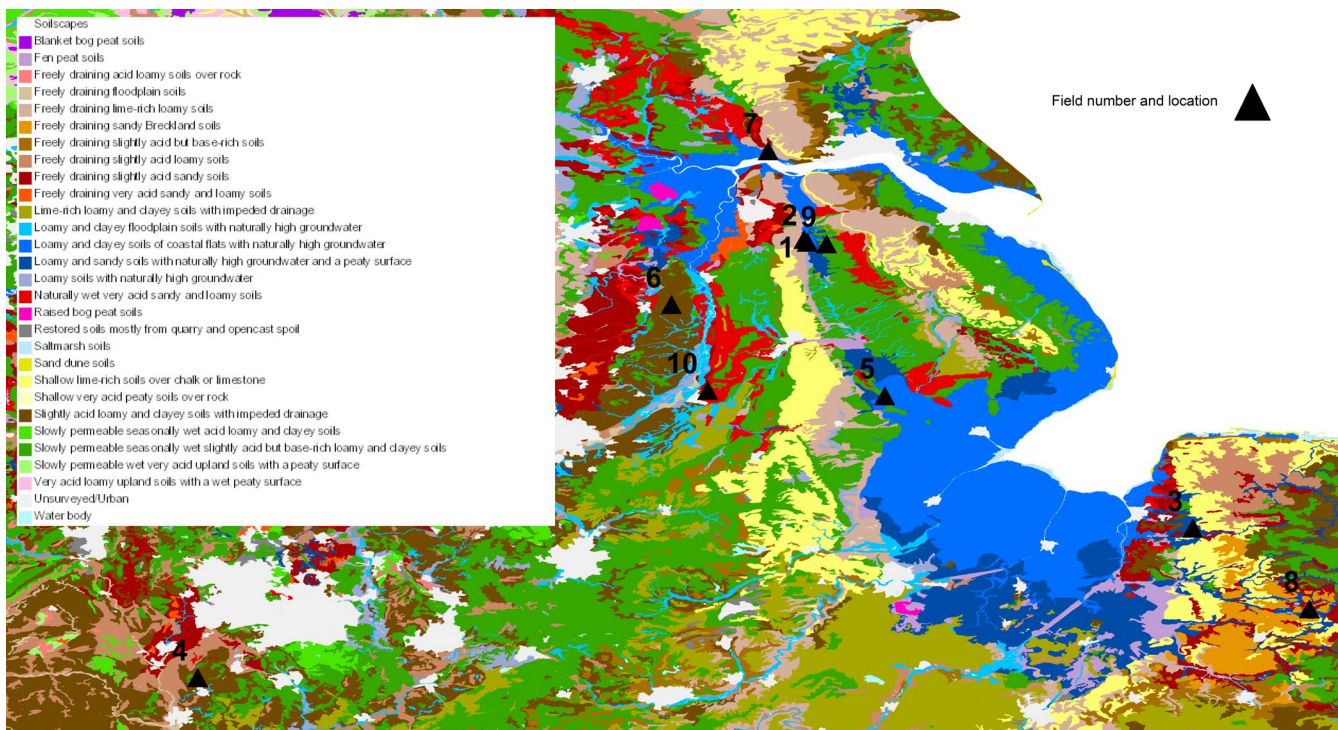 Soilscapes
Blanket bog peat soils
Fen peat soils
Freely draining acid loamy soils over rock
Freely draining floodplain soils
Freely draining lime-rich loamy soils
Freely draining sandy Breckland soils
Freely draining slightly acid but base-rich soils
Freely draining slightly acid loamy soils
Freely draining slightly acid sandy soils
Freely draining very acid sandy and loamy soils
Lime-rich loamy and clayey soils with impeded drainage
Loamy and clayey floodplain soils with naturally high groundwater
Loamy and clayey soils of coastal flats with naturally high groundwater
Loamy and sandy soils with naturally high groundwater and a peaty surface
Loamy soils with naturally high groundwater
Naturally wet very acid sandy and loamy soils
Raised bog peat soils
Restored soils mostly from quarry and opencast spoil
Saltmarsh soils
Sand dune soils
Shallow lime-rich soils over chalk or limestone
Shallow very acid peaty soils over rock
Slightly acid loamy and clayey soils with impeded drainage
Slowly permeable seasonally wet acid loamy and clayey soils
Slowly permeable seasonally wet slightly acid but base-rich loamy and clayey soils
Slowly permeable wet very acid upland soils with a peaty surface
Very acid loamy upland soils with a wet peaty surface
Unsurveyed/Urban
Water body
Field number and location
7
2 9
1
6
10
5
3
8
4